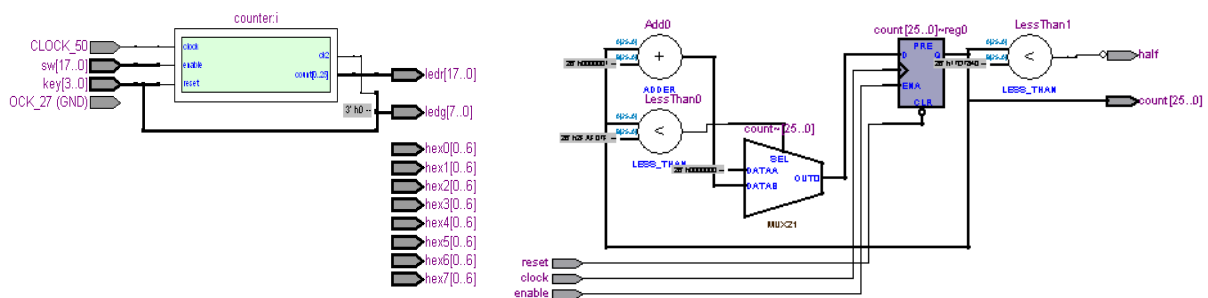 counter:i
CLOCK_50
sw[17..0]
key[3..0]
OCK_27 (GND)
clock
enable
reset
clk2
count[0..25]
3' h0 --
ledr[17..0]
ledg[7..0]
hex0[0..6]
hex1[0..6]
hex2[0..6]
hex3[0..6]
hex4[0..6]
hex5[0..6]
hex6[0..6]
hex7[0..6]
Add0
ADDER
LessThan0
LESS_THAN
count~[25..0]
SEL
DATAA
DATAB
OUT0
MUX21
26' h0000000 --
count[25..0]~reg0
PRE
D
Q
ENA
CLR
LessThan1
LESS_THAN
half
count[25..0]
reset
clock
enable